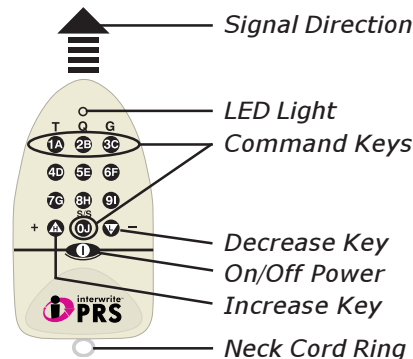 Signal Direction
LED Light
T Q G
1A 2B 3C
Command Keys
4D 5E 6F
7G 8H 9I
S/S
+ 0J –
Decrease Key
On/Off Power
Increase Key
interwrite™
PRS
Neck Cord Ring